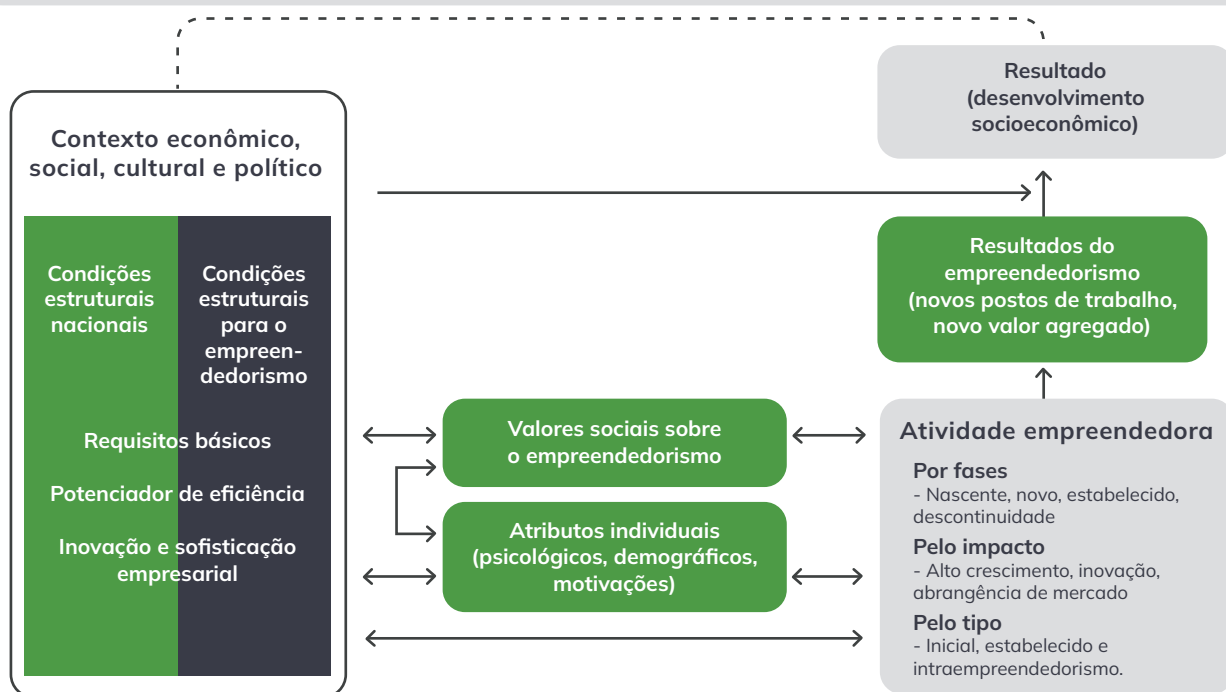 Contexto econômico,
social, cultural e político
Condições
estruturais
nacionais
Condições
estruturais
para o
empreen-
dedorismo
Requisitos básicos
Potenciador de eficiência
Inovação e sofisticação
empresarial
Valores sociais sobre
o empreendedorismo
Atributos individuais
(psicológicos, demográficos,
motivações)
Resultado
(desenvolvimento
socioeconômico)
Resultados do
empreendedorismo
(novos postos de trabalho,
novo valor agregado)
Atividade empreendedora
Por fases
- Nascente, novo, estabelecido,
descontinuidade
Pelo impacto
- Alto crescimento, inovação,
abrangência de mercado
Pelo tipo
- Inicial, estabelecido e
intraempreendedorismo.